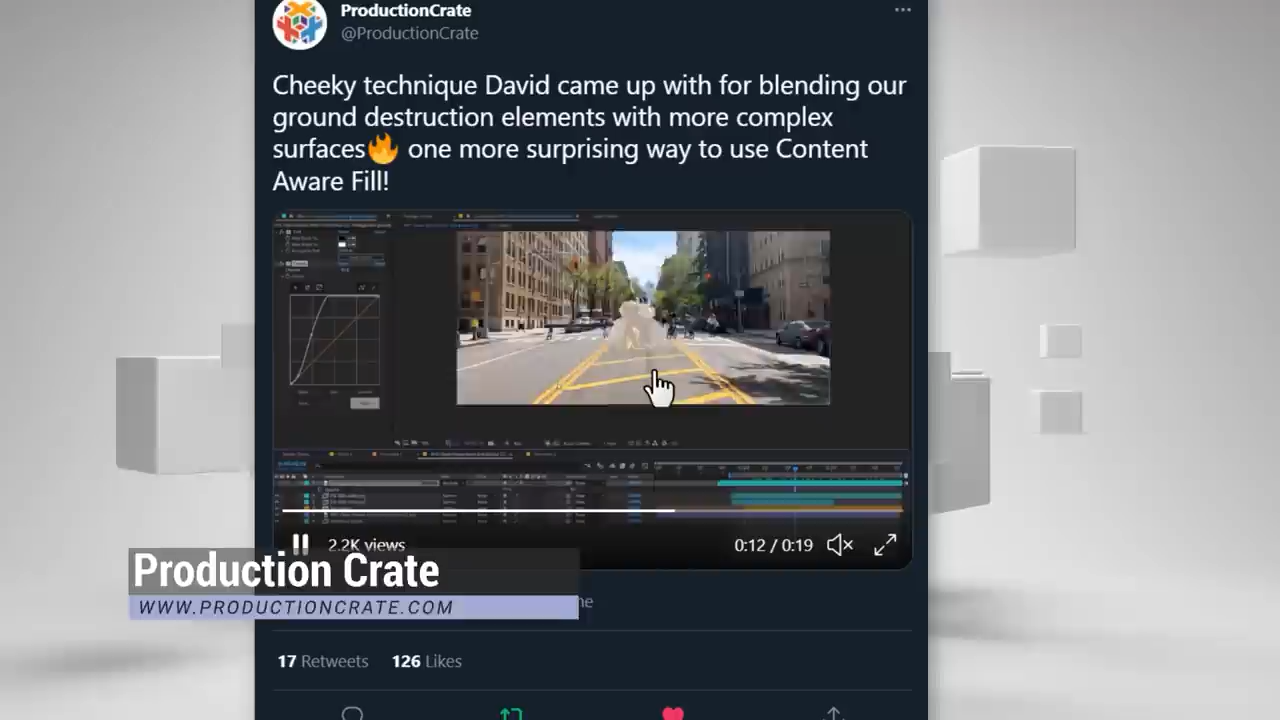 ProductionCrate
@ProductionCrate
Cheeky technique David came up with for blending our
ground destruction elements with more complex
surfaces🔥 one more surprising way to use Content
Aware Fill!
2.2K views
0:12 / 0:19
Production Crate
WWW.PRODUCTIONCRATE.COM
17 Retweets 126 Likes